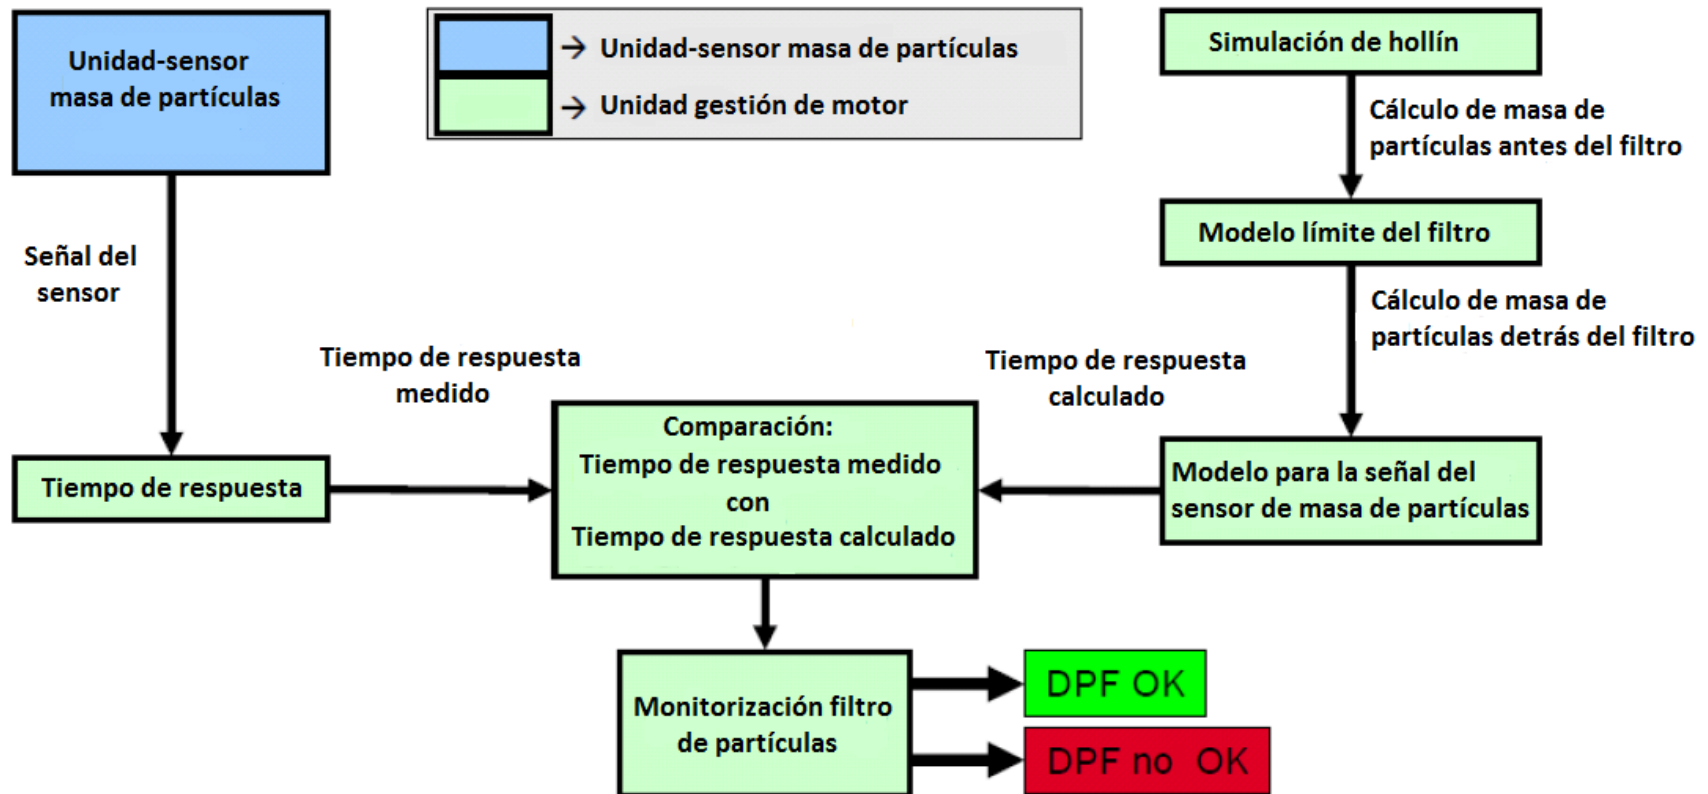 Unidad-sensor
masa de partículas
→ Unidad-sensor masa de partículas
→ Unidad gestión de motor
Simulación de hollín
Cálculo de masa de
partículas antes del filtro
Modelo límite del filtro
Cálculo de masa de
partículas detrás del filtro
Señal del
sensor
Tiempo de respuesta
medido
Tiempo de respuesta
calculado
Tiempo de respuesta
Comparación:
Tiempo de respuesta medido
con
Tiempo de respuesta calculado
Modelo para la señal del
sensor de masa de partículas
Monitorización filtro
de partículas
DPF OK
DPF no OK